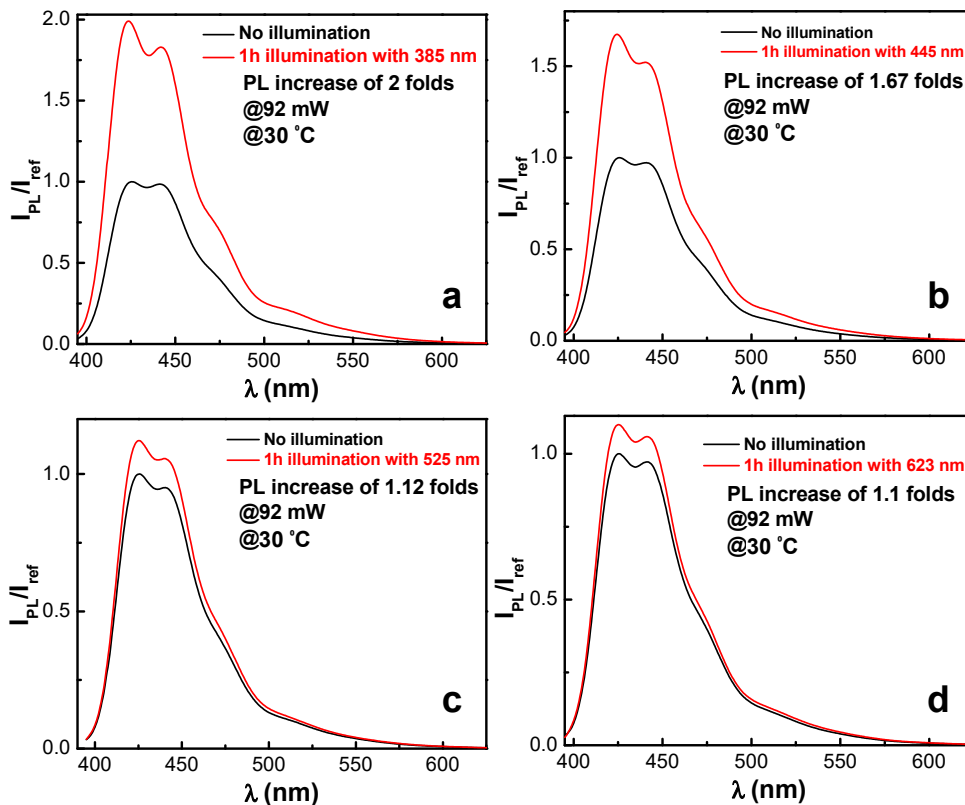 No illumination
1h illumination with 385 nm
PL increase of 2 folds
@92 mW
@30 °C
a
I_PL/I_ref
2.0
1.5
1.0
0.5
0.0
400 450 500 550 600
λ (nm)
No illumination
1h illumination with 445 nm
PL increase of 1.67 folds
@92 mW
@30 °C
b
I_PL/I_ref
1.5
1.0
0.5
0.0
400 450 500 550 600
λ (nm)
No illumination
1h illumination with 525 nm
PL increase of 1.12 folds
@92 mW
@30 °C
c
I_PL/I_ref
1.0
0.5
0.0
400 450 500 550 600
λ (nm)
No illumination
1h illumination with 623 nm
PL increase of 1.1 folds
@92 mW
@30 °C
d
I_PL/I_ref
1.0
0.5
0.0
400 450 500 550 600
λ (nm)